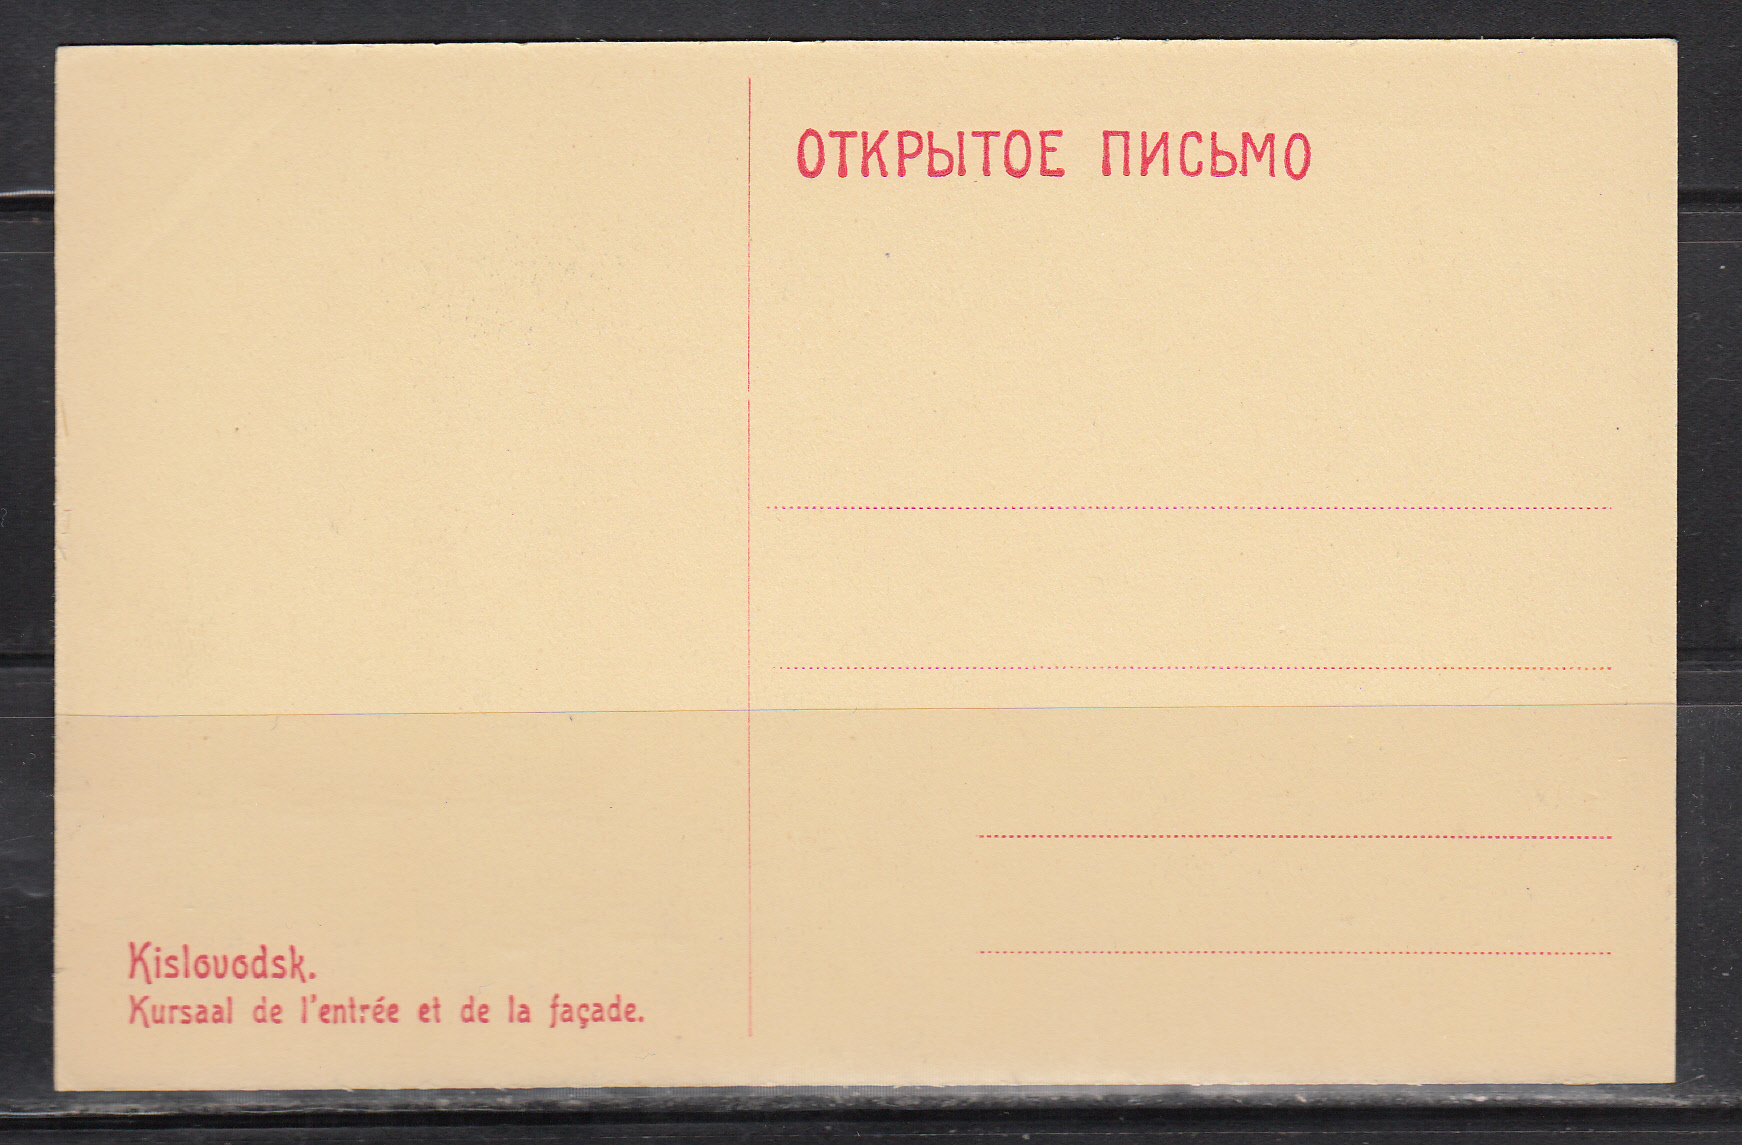 ОТКРЫТОЕ ПИСЬМО
Kislovodsk.
Kursaal de l'entrée et de la façade.